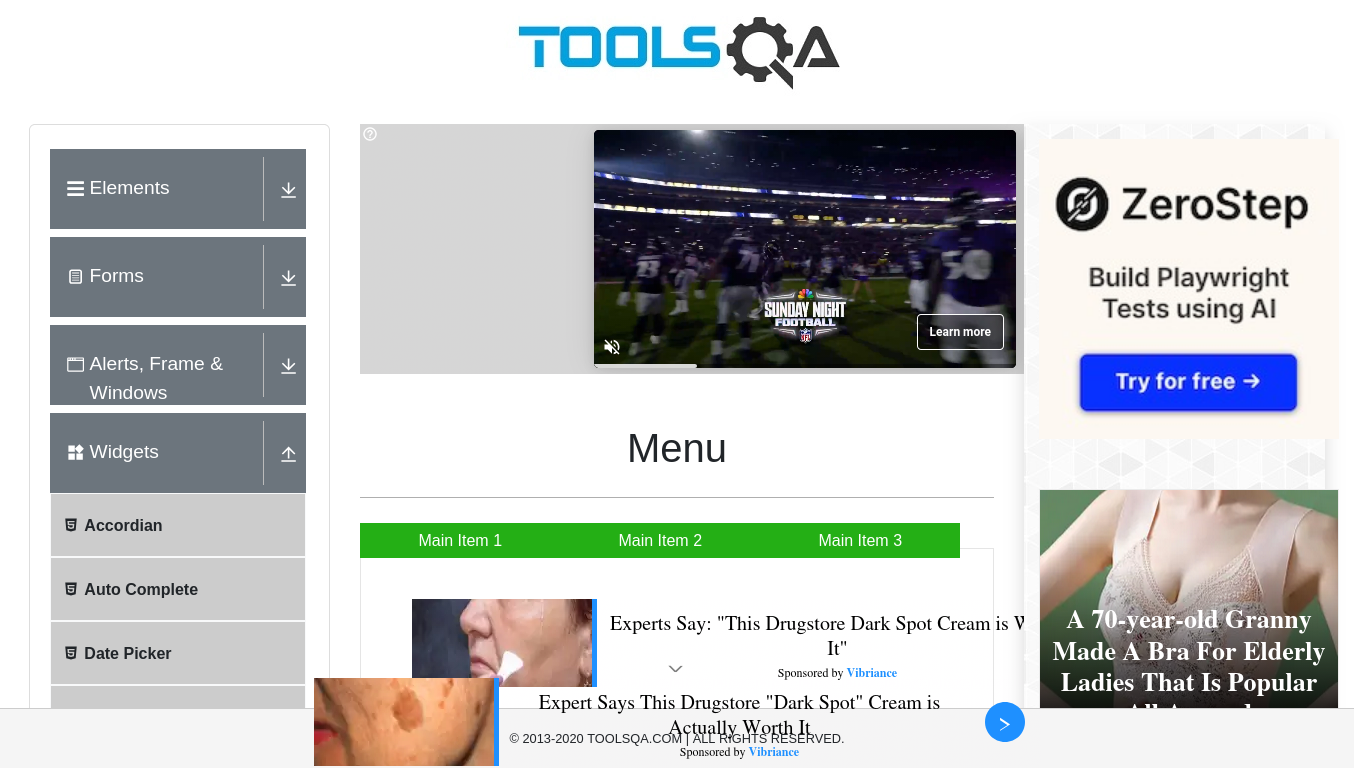 TOOLSQA
Elements
Forms
Alerts, Frame &
Windows
Widgets
Accordian
Auto Complete
Date Picker
SUNDAY NIGHT
FOOTBALL
Learn more
Menu
Main Item 1
Main Item 2
Main Item 3
Experts Say: "This Drugstore Dark Spot Cream is W
It"
Sponsored by Vibriance
Expert Says This Drugstore "Dark Spot" Cream is
Actually Worth It
Sponsored by Vibriance
© 2013-2020 TOOLSQA.COM | ALL RIGHTS RESERVED.
ZeroStep
Build Playwright
Tests using AI
Try for free →
A 70-year-old Granny
Made A Bra For Elderly
Ladies That Is Popular